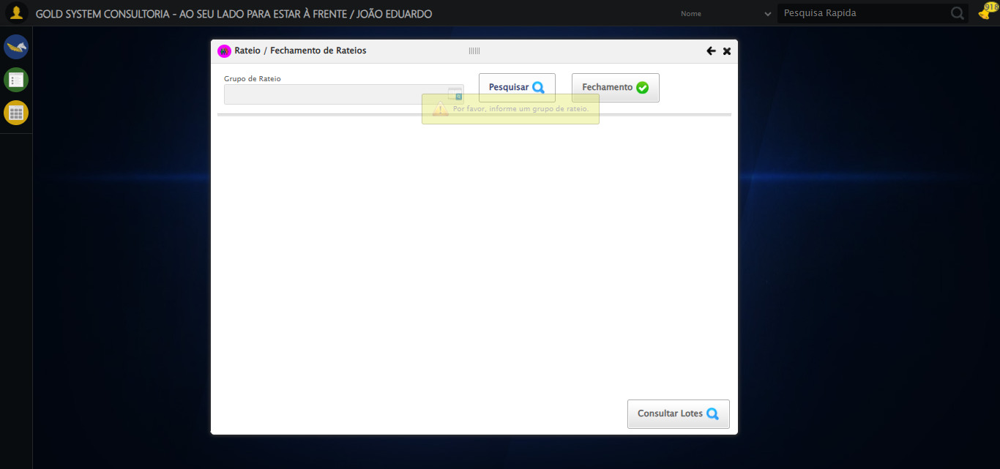 GOLD SYSTEM CONSULTORIA - AO SEU LADO PARA ESTAR À FRENTE / JOÃO EDUARDO
Nome
Pesquisa Rapida
918
Rateio / Fechamento de Rateios
Grupo de Rateio
Pesquisar
Fechamento
Por favor, informe um grupo de rateio.
Consultar Lotes